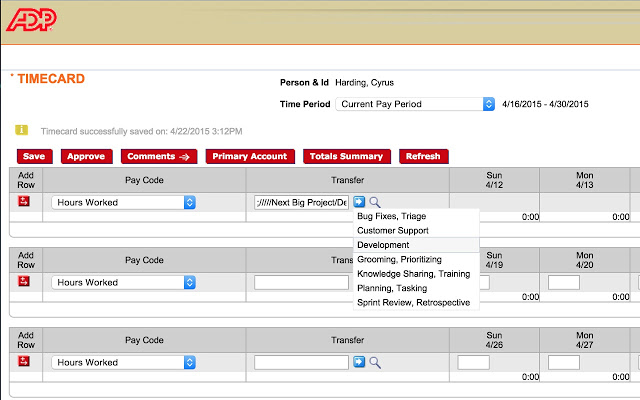 ADP
* TIMECARD
Person & Id Harding, Cyrus
Time Period Current Pay Period 4/16/2015 - 4/30/2015
i Timecard successfully saved on: 4/22/2015 3:12PM
Save Approve Comments Primary Account Totals Summary Refresh
Add Row Pay Code Transfer Sun 4/12 Mon 4/13
Hours Worked ;/////Next Big Project/De
0:00 0:00
Bug Fixes, Triage
Customer Support
Development
Grooming, Prioritizing
Knowledge Sharing, Training
Planning, Tasking
Sprint Review, Retrospective
Add Row Pay Code 4/19 Mon 4/20
Hours Worked
0:00 0:00
Add Row Pay Code Transfer Sun 4/26 Mon 4/27
Hours Worked
0:00 0:00